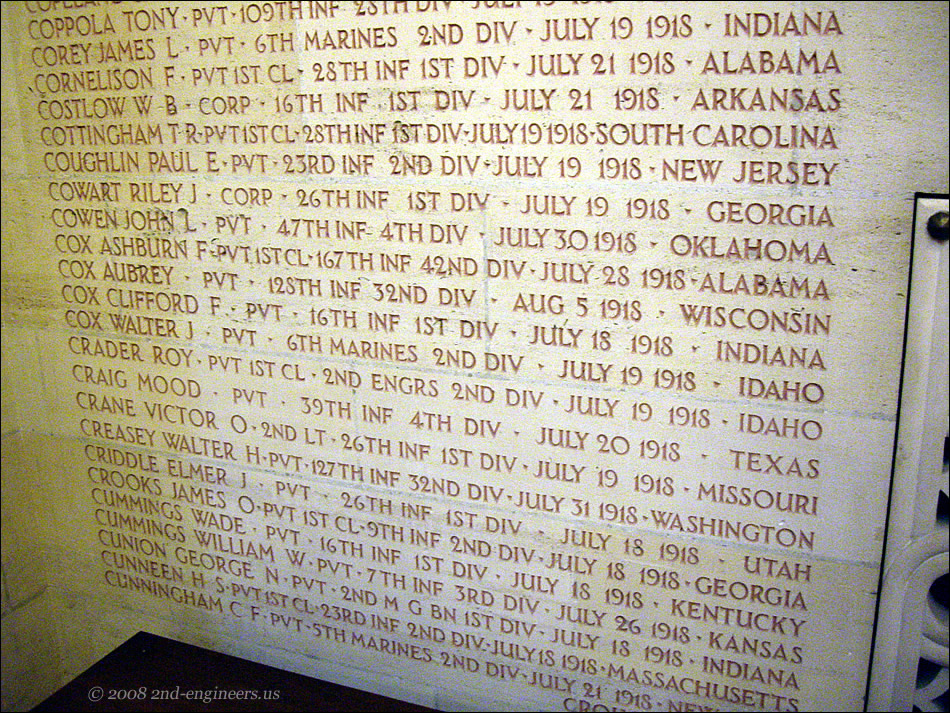 COPPOLA TONY · PVT · 109TH INF 28TH DIV · JULY 19 1918
COREY JAMES L · PVT · 6TH MARINES 2ND DIV · JULY 19 1918 · INDIANA
CORNELISON F · PVT 1ST CL · 28TH INF 1ST DIV · JULY 21 1918 · ALABAMA
COSTLOW W B · CORP · 16TH INF 1ST DIV · JULY 21 1918 · ARKANSAS
COTTINGHAM T R · PVT 1ST CL · 28TH INF 1ST DIV · JULY 19 1918 · SOUTH CAROLINA
COUGHLIN PAUL E · PVT · 23RD INF 2ND DIV · JULY 19 1918 · NEW JERSEY
COWART RILEY J · CORP · 26TH INF 1ST DIV · JULY 19 1918 · GEORGIA
COWEN JOHN L · PVT · 47TH INF 4TH DIV · JULY 30 1918 · OKLAHOMA
COX ASHBURN F · PVT 1ST CL · 167TH INF 42ND DIV · JULY 28 1918 · ALABAMA
COX AUBREY · PVT · 128TH INF 32ND DIV · AUG 5 1918 · WISCONSIN
COX CLIFFORD F · PVT · 16TH INF 1ST DIV · JULY 18 1918 · INDIANA
COX WALTER J · PVT · 6TH MARINES 2ND DIV · JULY 19 1918 · IDAHO
CRADER ROY · PVT 1ST CL · 2ND ENGRS 2ND DIV · JULY 19 1918 · IDAHO
CRAIG MOOD · PVT · 39TH INF 4TH DIV · JULY 20 1918 · TEXAS
CRANE VICTOR O · 2ND LT · 26TH INF 1ST DIV · JULY 19 1918 · MISSOURI
CREASEY WALTER H · PVT · 127TH INF 32ND DIV · JULY 31 1918 · WASHINGTON
CRIDDLE ELMER J · PVT · 26TH INF 1ST DIV · JULY 18 1918 · UTAH
CROOKS JAMES O · PVT 1ST CL · 9TH INF 2ND DIV · JULY 18 1918 · GEORGIA
CUMMINGS WADE · PVT · 16TH INF 1ST DIV · JULY 18 1918 · KENTUCKY
CUMMINGS WILLIAM W · PVT · 7TH INF 3RD DIV · JULY 26 1918 · KANSAS
CUNION GEORGE N · PVT · 2ND M G BN 1ST DIV · JULY 18 1918 · INDIANA
CUNNEEN H S · PVT 1ST CL · 23RD INF 2ND DIV · JULY 18 1918 · MASSACHUSETTS
CUNNINGHAM C F · PVT · 5TH MARINES 2ND DIV · JULY 21 1918 · NEW
© 2008 2nd-engineers.us